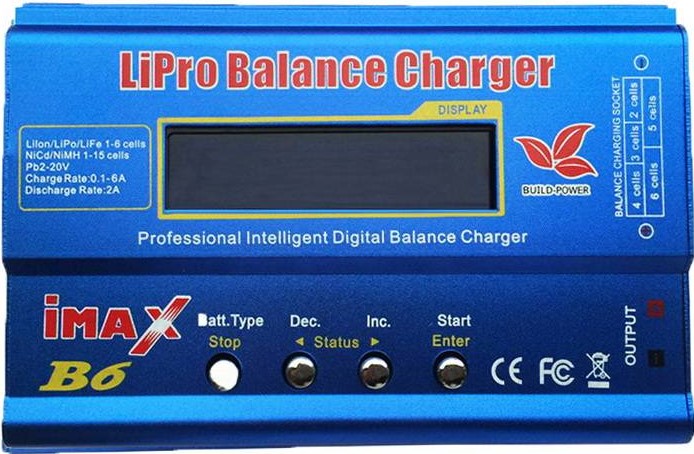 LiPro Balance Charger
DISPLAY
LiIon/LiPo/LiFe 1-6 cells
NiCd/NiMH 1-15 cells
Pb2-20V
Charge Rate:0.1-6A
Discharge Rate:2A
BUILD-POWER
BALANCE CHARGING SOCKET
2 cells
3 cells
4 cells
5 cells
6 cells
Professional Intelligent Digital Balance Charger
iMAX
B6
Batt.Type
Stop
Dec.
Inc.
◄ Status ►
Start
Enter
CE FC
OUTPUT